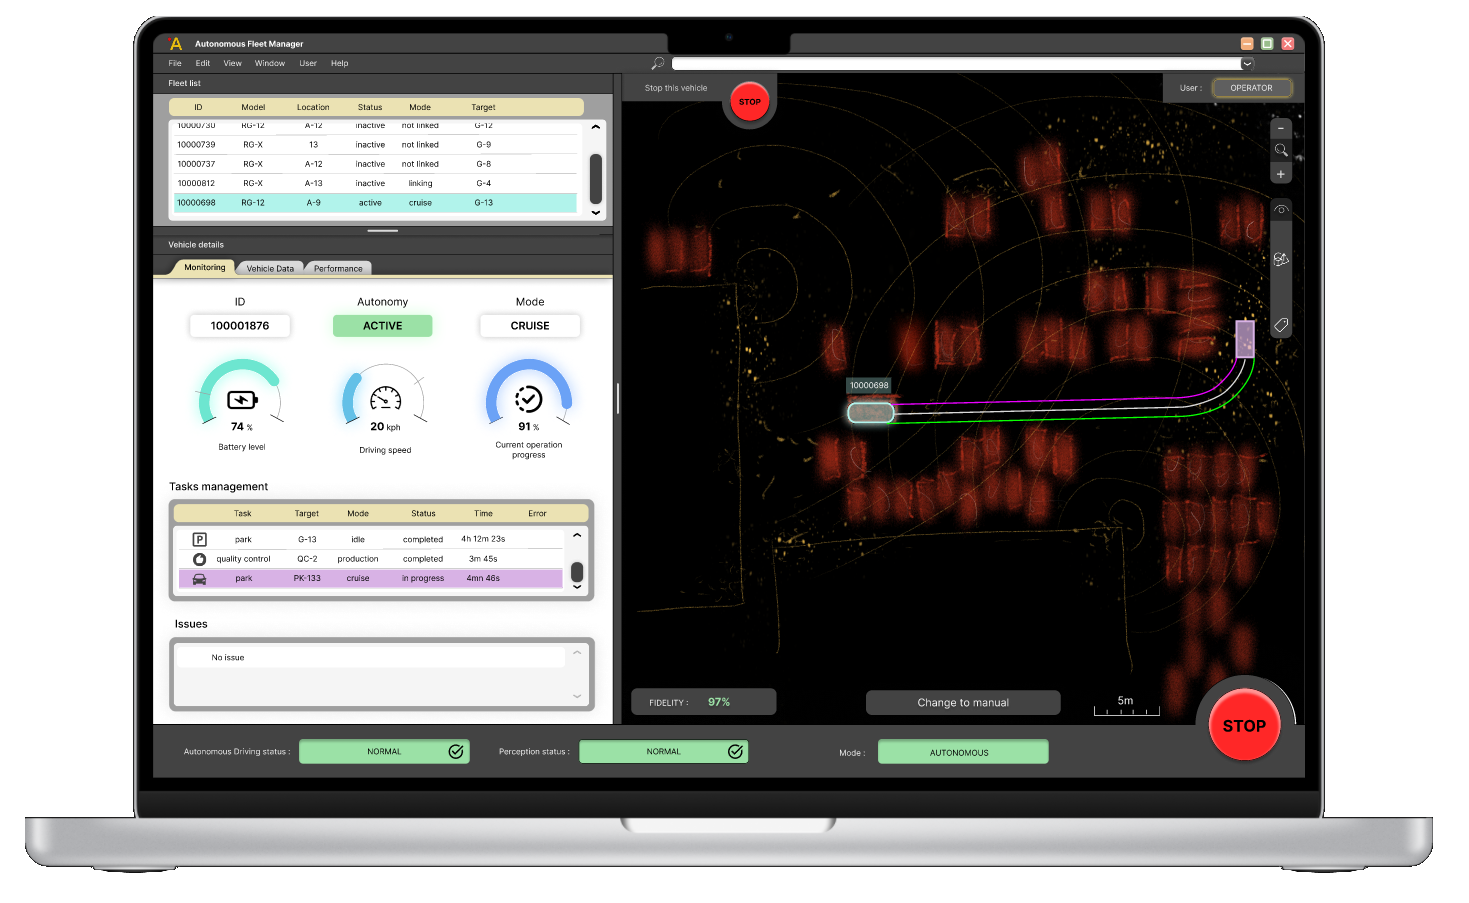 A Autonomous Fleet Manager
File Edit View Window User Help
Fleet list
ID Model Location Status Mode Target
10000730 RG-12 A-12 inactive not linked G-12
10000739 RG-X 13 inactive not linked G-9
10000737 RG-X A-12 inactive not linked G-8
10000812 RG-X A-13 inactive linking G-4
10000698 RG-12 A-9 active cruise G-13
Vehicle details
Monitoring Vehicle Data Performance
ID Autonomy Mode
100001876 ACTIVE CRUISE
74 % 20 kph 91 %
Battery level Driving speed Current operation
progress
Tasks management
Task Target Mode Status Time Error
P park G-13 idle completed 4h 12m 23s
quality control QC-2 production completed 3m 45s
park PK-133 cruise in progress 4mn 46s
Issues
No issue
Stop this vehicle STOP
User : OPERATOR
10000698
FIDELITY : 97%
Change to manual
5m
STOP
Autonomous Driving status : NORMAL Perception status : NORMAL Mode : AUTONOMOUS